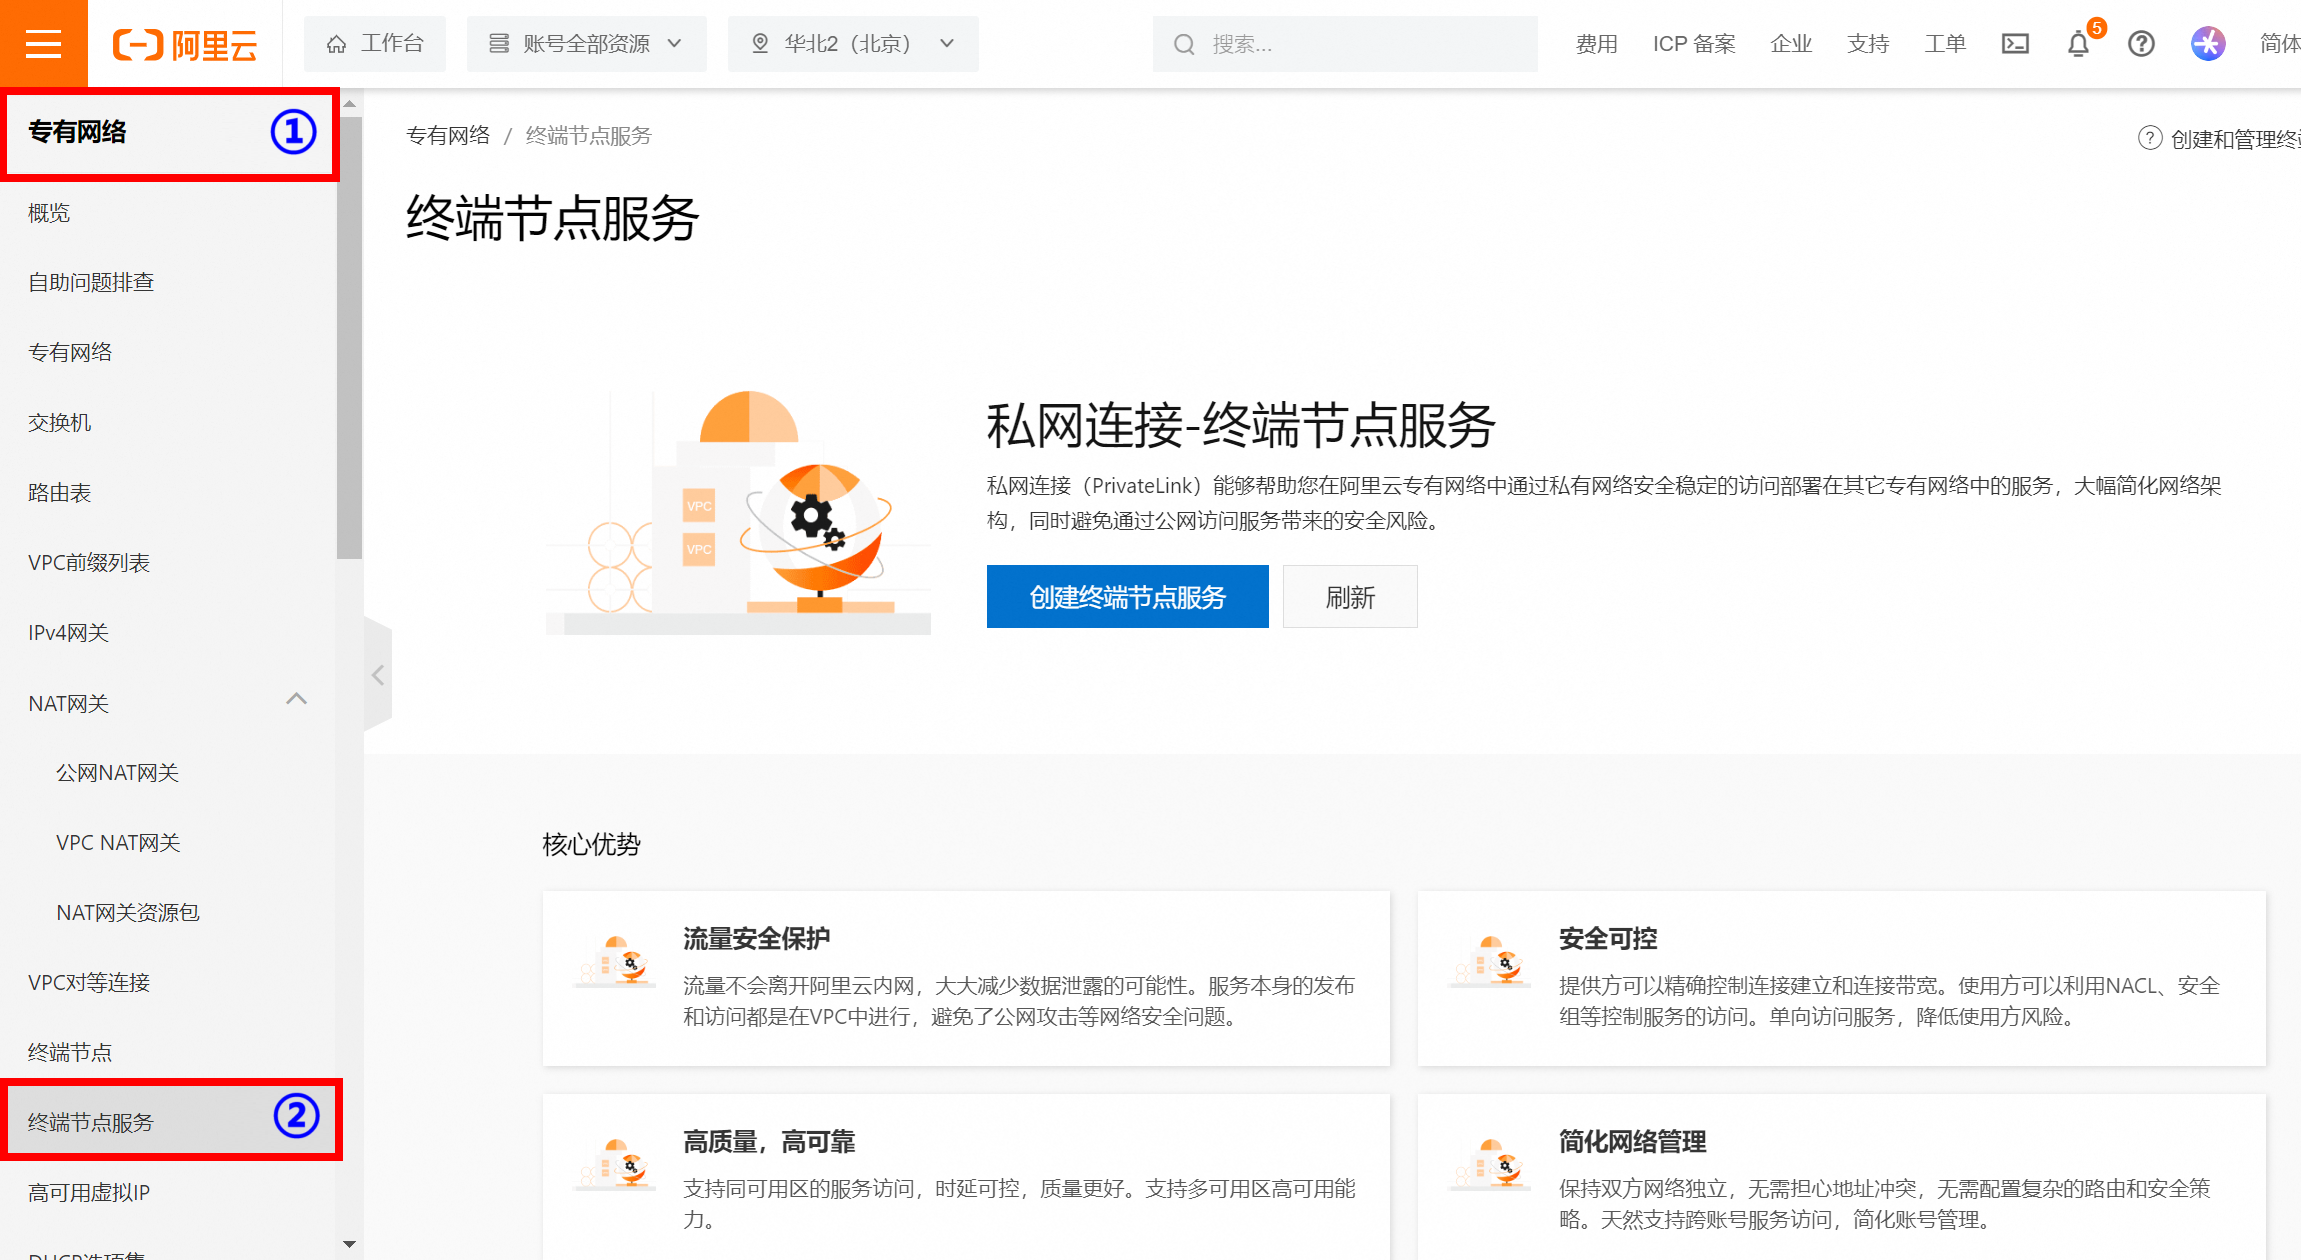 阿里云
工作台
账号全部资源
华北2（北京）
搜索...
费用
ICP 备案
企业
支持
工单
5
简体
专有网络
①
概览
自助问题排查
专有网络
交换机
路由表
VPC前缀列表
IPv4网关
NAT网关
公网NAT网关
VPC NAT网关
NAT网关资源包
VPC对等连接
终端节点
终端节点服务
②
高可用虚拟IP
专有网络 / 终端节点服务
创建和管理终端
终端节点服务
VPC
VPC
私网连接-终端节点服务
私网连接（PrivateLink）能够帮助您在阿里云专有网络中通过私有网络安全稳定的访问部署在其它专有网络中的服务，大幅简化网络架
构，同时避免通过公网访问服务带来的安全风险。
创建终端节点服务
刷新
核心优势
流量安全保护
流量不会离开阿里云内网，大大减少数据泄露的可能性。服务本身的发布
和访问都是在VPC中进行，避免了公网攻击等网络安全问题。
安全可控
提供方可以精确控制连接建立和连接带宽。使用方可以利用NACL、安全
组等控制服务的访问。单向访问服务，降低使用方风险。
高质量，高可靠
支持同可用区的服务访问，时延可控，质量更好。支持多可用区高可用能
力。
简化网络管理
保持双方网络独立，无需担心地址冲突，无需配置复杂的路由和安全策
略。天然支持跨账号服务访问，简化账号管理。